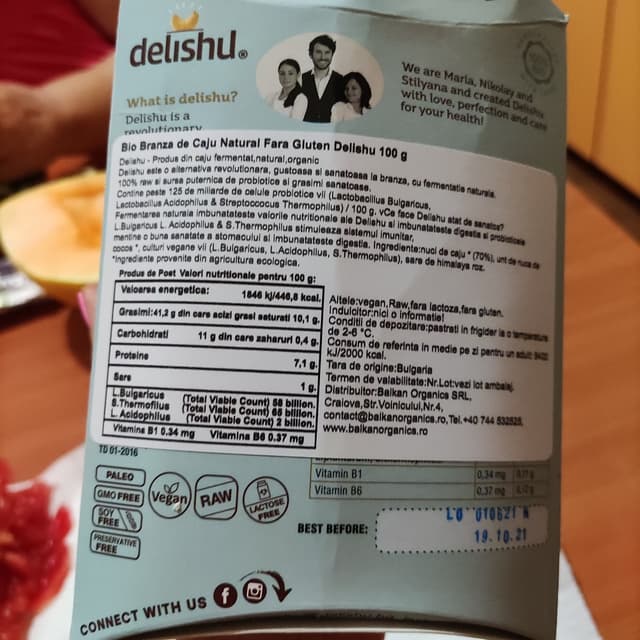 delishu®
What is delishu?
Delishu is a
revolutionary
We are Maria, Nikolay and
Stilyana and created Delishu
with love, perfection and care
for your health!
Bio Branza de Caju Natural Fara Gluten Delishu 100 g
Delishu - Produs din caju fermentat,natural,organic
Delishu este o alternativa revolutionara, gustoasa si sanatoasa la branza, cu fermentatie naturala.
100% raw si sursa puternica de probiotice si grasimi sanatoase.
Contine peste 125 de miliarde de celule probiotice vii (Lactobacillus Bulgaricus,
Lactobacillus Acidophilus & Streptococcus Thermophilus) / 100 g. vCe face Delishu atat de sanatos?
Fermentarea naturala imbunatateste valorile nutritionale ale Delishu si imbunatateste digestia si probioticele
L.Bulgaricus L. Acidophilus & S.Thermophilus stimuleaza sistemul imunitar,
mentine o buna sanatate a stomacului si imbunatateste digestia. Ingrediente:nuci de caju * (70%), unt de nuca de
cocos *, culturi vegane vii (L.Bulgaricus, L.Acidophilus, S.Thermophilus), sare de himalaya roz.
*Ingrediente provenite din agricultura ecologica.
Produs de Post Valori nutritionale pentru 100 g:
Valoarea energetica: 1846 kj/446,8 kcal.
Grasimi:41,2 g din care acizi grasi saturati 10,1 g.
Carbohidrati 11 g din care zaharuri 0,4 g.
Proteine 7,1 g.
Sare 1 g.
L.Bulgaricus (Total Viable Count) 58 billion.
S.Thermofilus (Total Viable Count) 65 billion.
L. Acidophilus (Total Viable Count) 2 billion.
Vitamina B1 0.34 mg Vitamina B6 0.37 mg
Altele:vegan,Raw,fara lactoza,fara gluten.
Indulcitor:nici o informatie!
Conditii de depozitare:pastrati in frigider la o temperatura
de 2-6 °C.
Consum de referinta in medie pe zi pentru un adult 8400
kJ/2000 kcal.
Tara de origine:Bulgaria
Termen de valabilitate:Nr.Lot:vezi lot ambalaj.
Distribuitor:Balkan Organics SRL,
Craiova,Str.Voinicului,Nr.4,
contact@balkanorganics.ro, Tel.+40 744 532525,
www.balkanorganics.ro
TD 01-2016
Vitamin B1 0,34 mg
Vitamin B6 0,37 mg
PALEO
GMO FREE
SOY
FREE
PRESERVATIVE
FREE
Vegan
RAW
LACTOSE
FREE
BEST BEFORE:
L0 010621 N
19.10.21
CONNECT WITH US